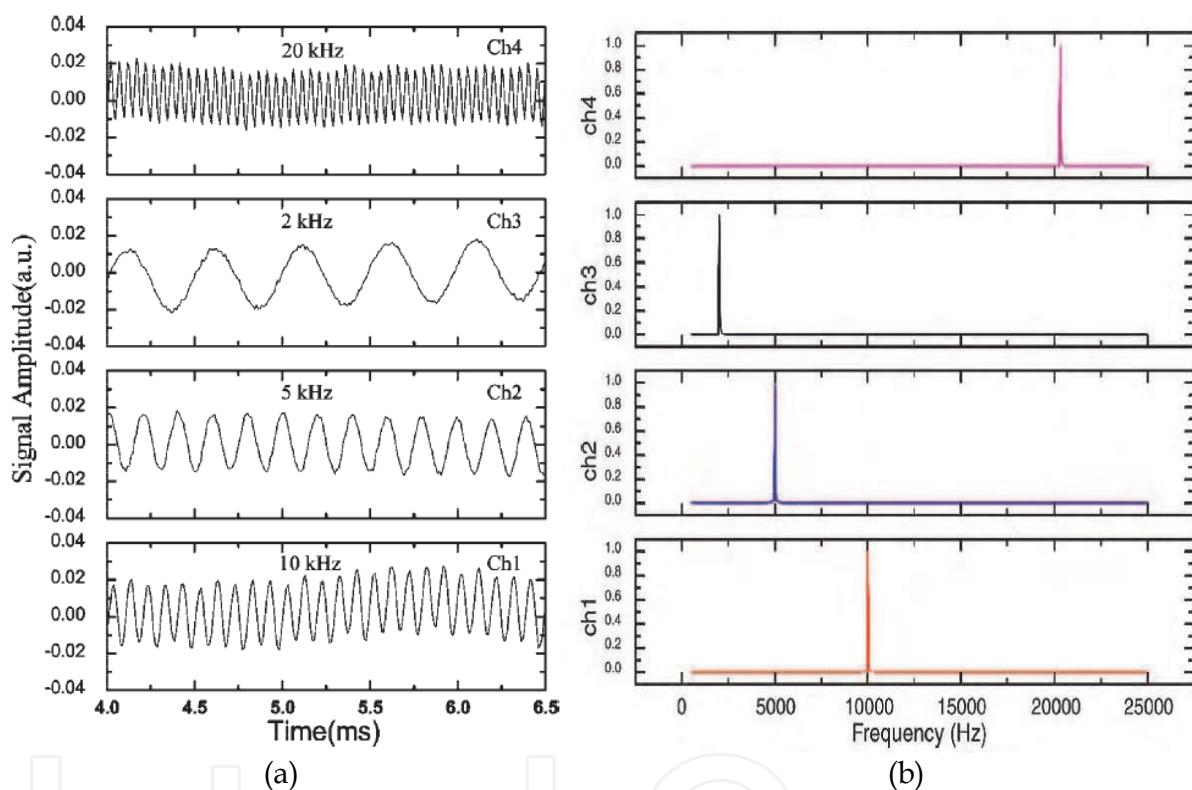 Signal Amplitude(a.u.)
0.04
0.02
0.00
-0.02
-0.04
20 kHz
Ch4
0.04
0.02
0.00
-0.02
-0.04
2 kHz
Ch3
0.04
0.02
0.00
-0.02
-0.04
5 kHz
Ch2
0.04
0.02
0.00
-0.02
-0.04
10 kHz
Ch1
4.0 4.5 5.0 5.5 6.0 6.5
Time(ms)
(a)
ch4
1.0
0.8
0.6
0.4
0.2
0.0
ch3
1.0
0.8
0.6
0.4
0.2
0.0
ch2
1.0
0.8
0.6
0.4
0.2
0.0
ch1
1.0
0.8
0.6
0.4
0.2
0.0
0 5000 10000 15000 20000 25000
Frequency (Hz)
(b)